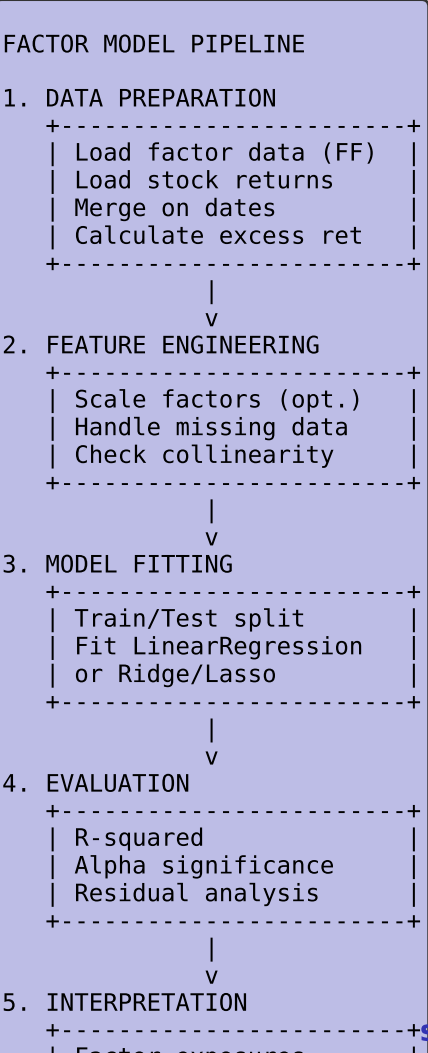 FACTOR MODEL PIPELINE

1. DATA PREPARATION
   +------------------------+
   | Load factor data (FF)  |
   | Load stock returns     |
   | Merge on dates         |
   | Calculate excess ret   |
   +------------------------+
              |
              v
2. FEATURE ENGINEERING
   +------------------------+
   | Scale factors (opt.)   |
   | Handle missing data    |
   | Check collinearity     |
   +------------------------+
              |
              v
3. MODEL FITTING
   +------------------------+
   | Train/Test split       |
   | Fit LinearRegression   |
   | or Ridge/Lasso         |
   +------------------------+
              |
              v
4. EVALUATION
   +------------------------+
   | R-squared              |
   | Alpha significance     |
   | Residual analysis      |
   +------------------------+
              |
              v
5. INTERPRETATION
   +------------------------+
   | Factor exposures       |